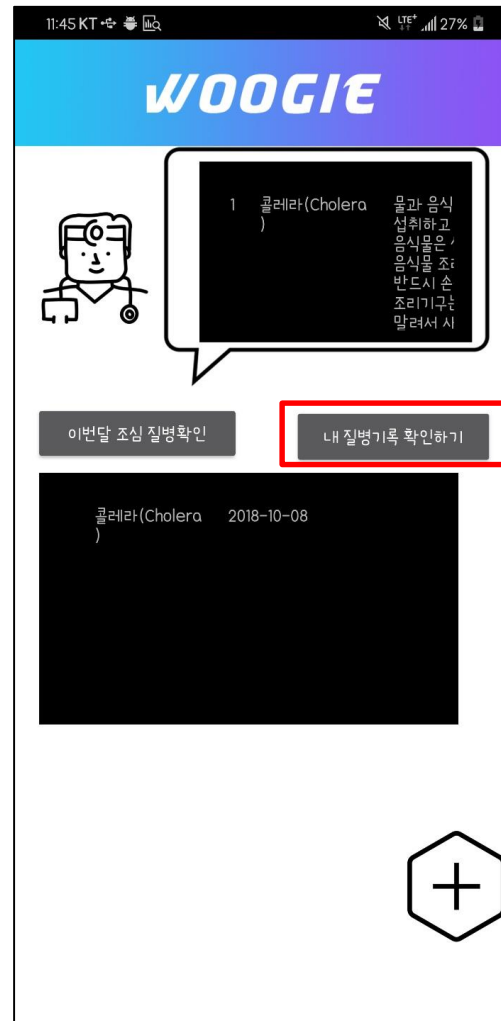 11:45 KT LTE+ 27%
WOOGIE
1 콜레라(Cholera
)
물과 음식
섭취하고
음식물은
음식물 조
반드시 손
조리기구는
말려서 시
이번달 조심 질병확인
내 질병기록 확인하기
콜레라(Cholera 2018-10-08
)